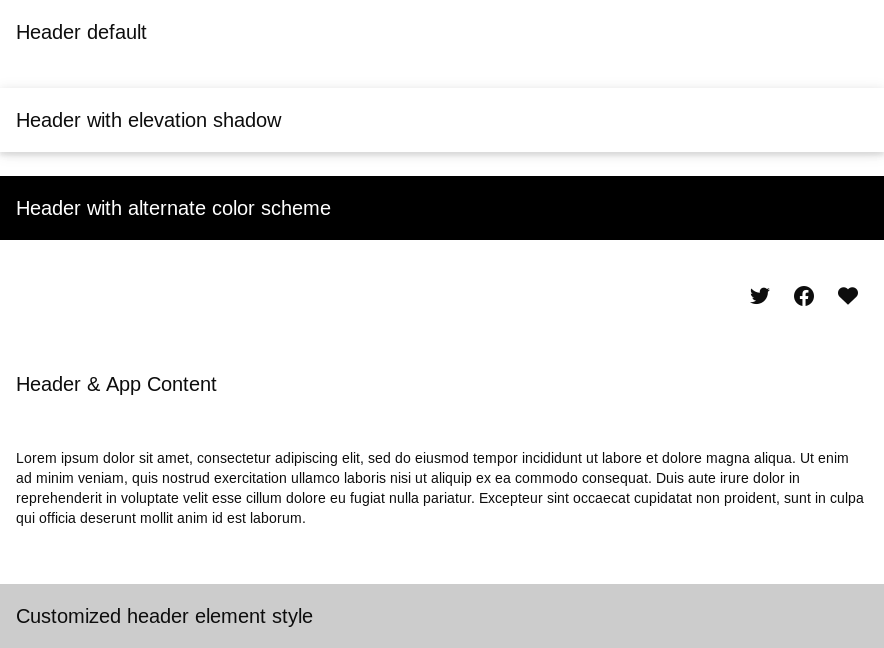 Header default
Header with elevation shadow
Header with alternate color scheme
Header & App Content
Lorem ipsum dolor sit amet, consectetur adipiscing elit, sed do eiusmod tempor incididunt ut labore et dolore magna aliqua. Ut enim
ad minim veniam, quis nostrud exercitation ullamco laboris nisi ut aliquip ex ea commodo consequat. Duis aute irure dolor in
reprehenderit in voluptate velit esse cillum dolore eu fugiat nulla pariatur. Excepteur sint occaecat cupidatat non proident, sunt in culpa
qui officia deserunt mollit anim id est laborum.
Customized header element style